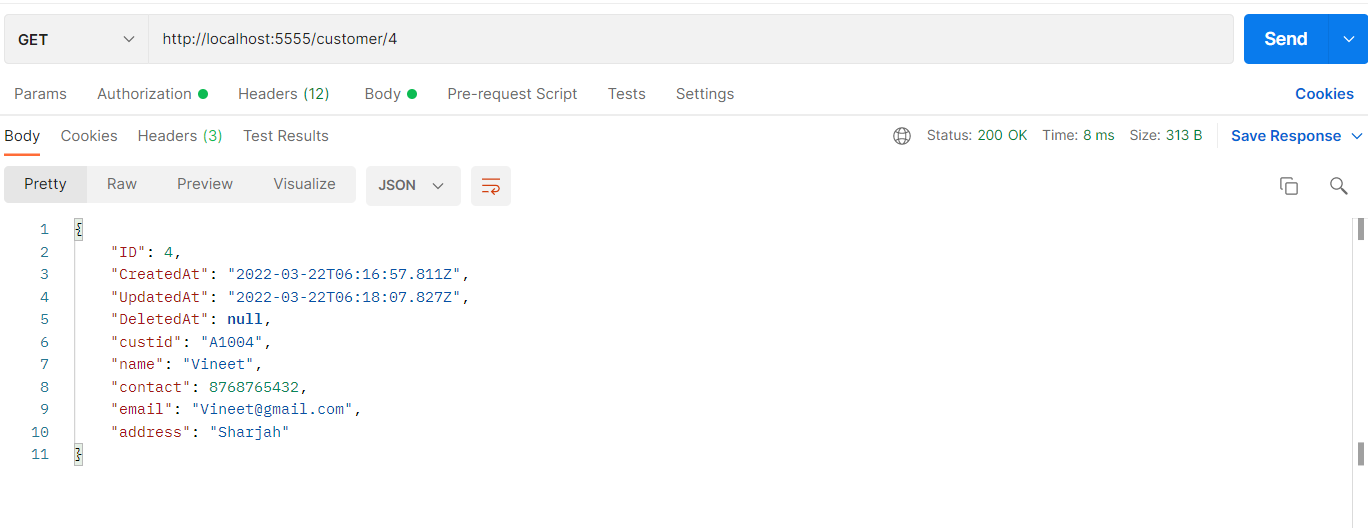 GET http://localhost:5555/customer/4 Send
Params Authorization Headers (12) Body Pre-request Script Tests Settings Cookies
Body Cookies Headers (3) Test Results Status: 200 OK Time: 8 ms Size: 313 B Save Response
Pretty Raw Preview Visualize JSON
1 {
2 "ID": 4,
3 "CreatedAt": "2022-03-22T06:16:57.811Z",
4 "UpdatedAt": "2022-03-22T06:18:07.827Z",
5 "DeletedAt": null,
6 "custid": "A1004",
7 "name": "Vineet",
8 "contact": 8768765432,
9 "email": "Vineet@gmail.com",
10 "address": "Sharjah"
11 }